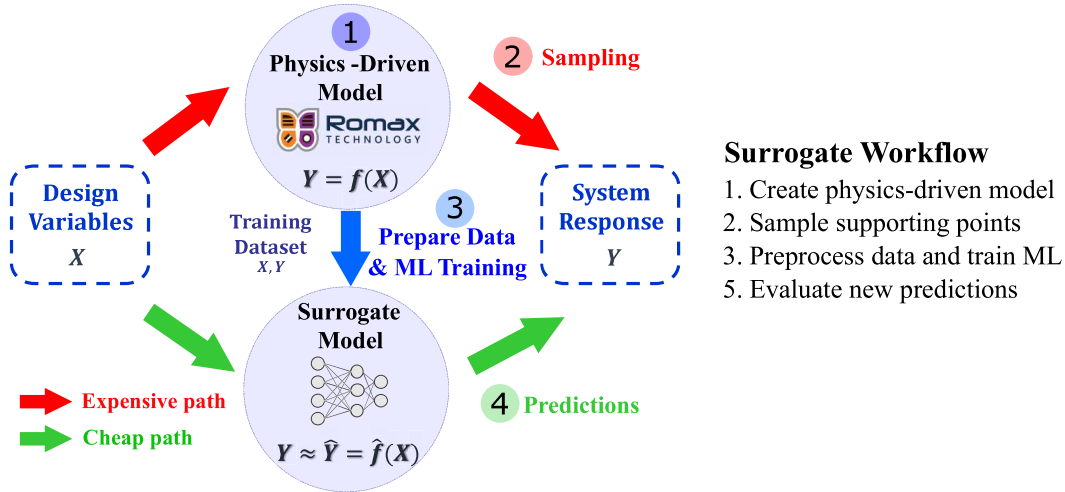 1
Physics -Driven
Model
Romax
TECHNOLOGY
Y = f(X)
2 Sampling
Design
Variables
X
Training
Dataset
X, Y
3
Prepare Data
& ML Training
System
Response
Y
Surrogate
Model
Y ≈ Ŷ = f̂(X)
4 Predictions
Expensive path
Cheap path
Surrogate Workflow
1. Create physics-driven model
2. Sample supporting points
3. Preprocess data and train ML
5. Evaluate new predictions